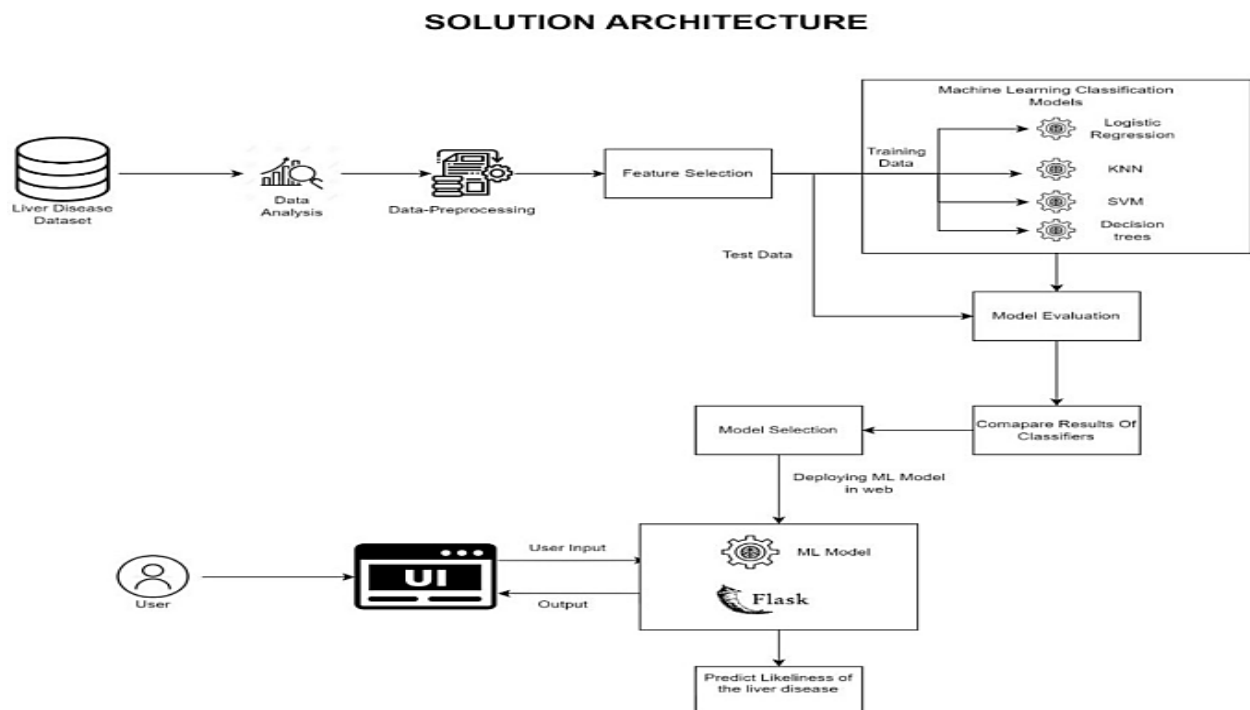 SOLUTION ARCHITECTURE
Machine Learning Classification
Models
Logistic
Regression
Training
Data
KNN
Feature Selection
SVM
Liver Disease
Dataset
Data
Analysis
Data-Preprocessing
Decision
trees
Test Data
Model Evaluation
Model Selection
Comapare Results Of
Classifiers
Deploying ML Model
in web
User Input
ML Model
UI
Flask
User
Output
Predict Likeliness of
the liver disease